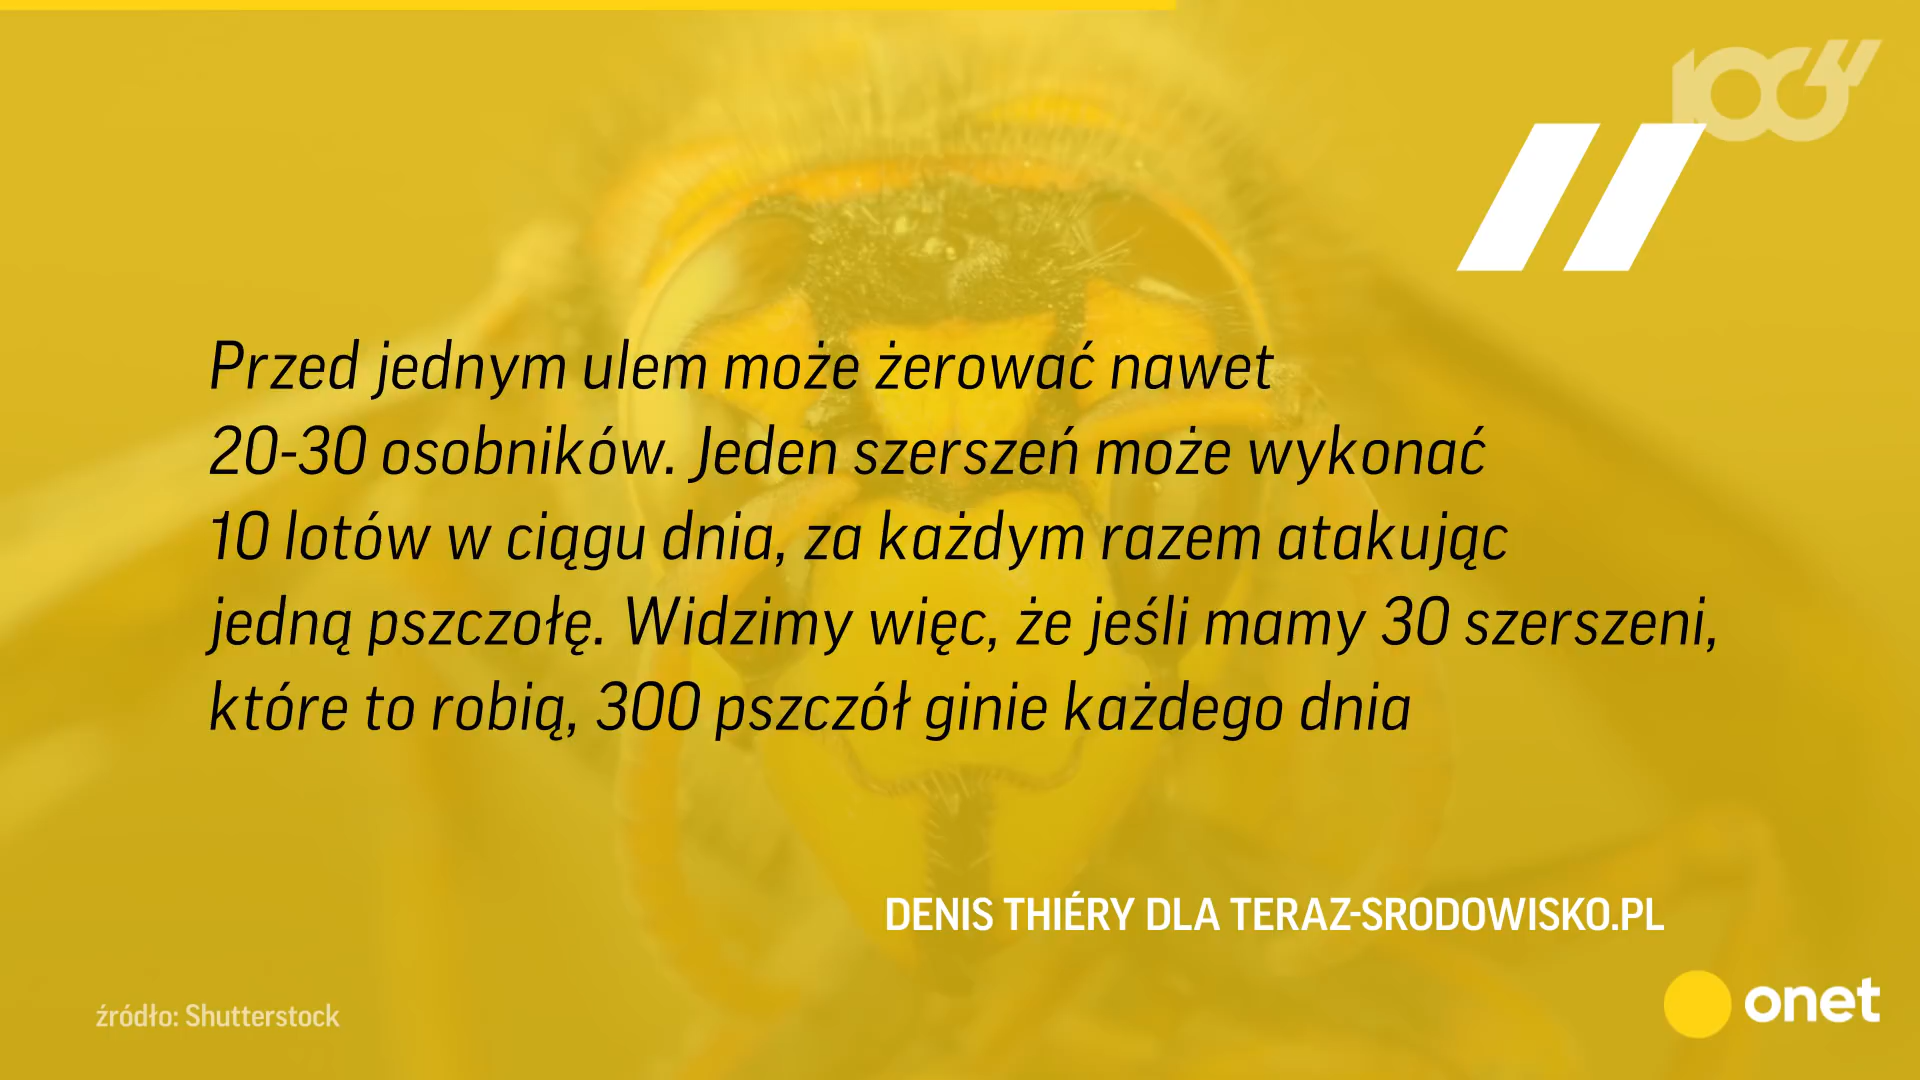 Przed jednym ulem może żerować nawet
20-30 osobników. Jeden szerszeń może wykonać
10 lotów w ciągu dnia, za każdym razem atakując
jedną pszczołę. Widzimy więc, że jeśli mamy 30 szerszeni,
które to robią, 300 pszczół ginie każdego dnia
DENIS THIÉRY DLA TERAZ-SRODOWISKO.PL
źródło: Shutterstock
onet